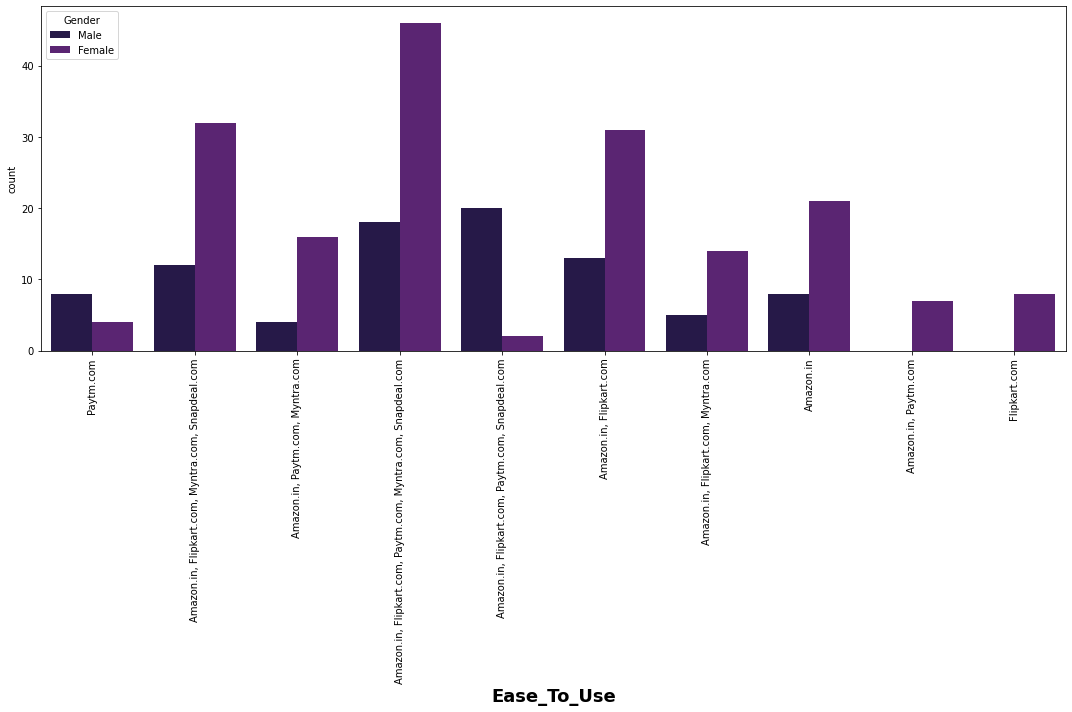 Gender
Male
Female
count
40
30
20
10
0
Paytm.com
Amazon.in, Flipkart.com, Myntra.com, Snapdeal.com
Amazon.in, Paytm.com, Myntra.com
Amazon.in, Flipkart.com, Paytm.com, Myntra.com, Snapdeal.com
Amazon.in, Flipkart.com, Paytm.com, Snapdeal.com
Amazon.in, Flipkart.com
Amazon.in, Flipkart.com, Myntra.com
Amazon.in
Amazon.in, Paytm.com
Flipkart.com
Ease_To_Use